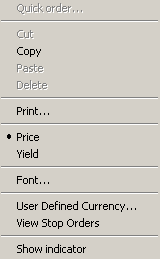 Quick order...
Cut
Copy
Paste
Delete
Print...
Price
Yield
Font...
User Defined Currency...
View Stop Orders
Show indicator